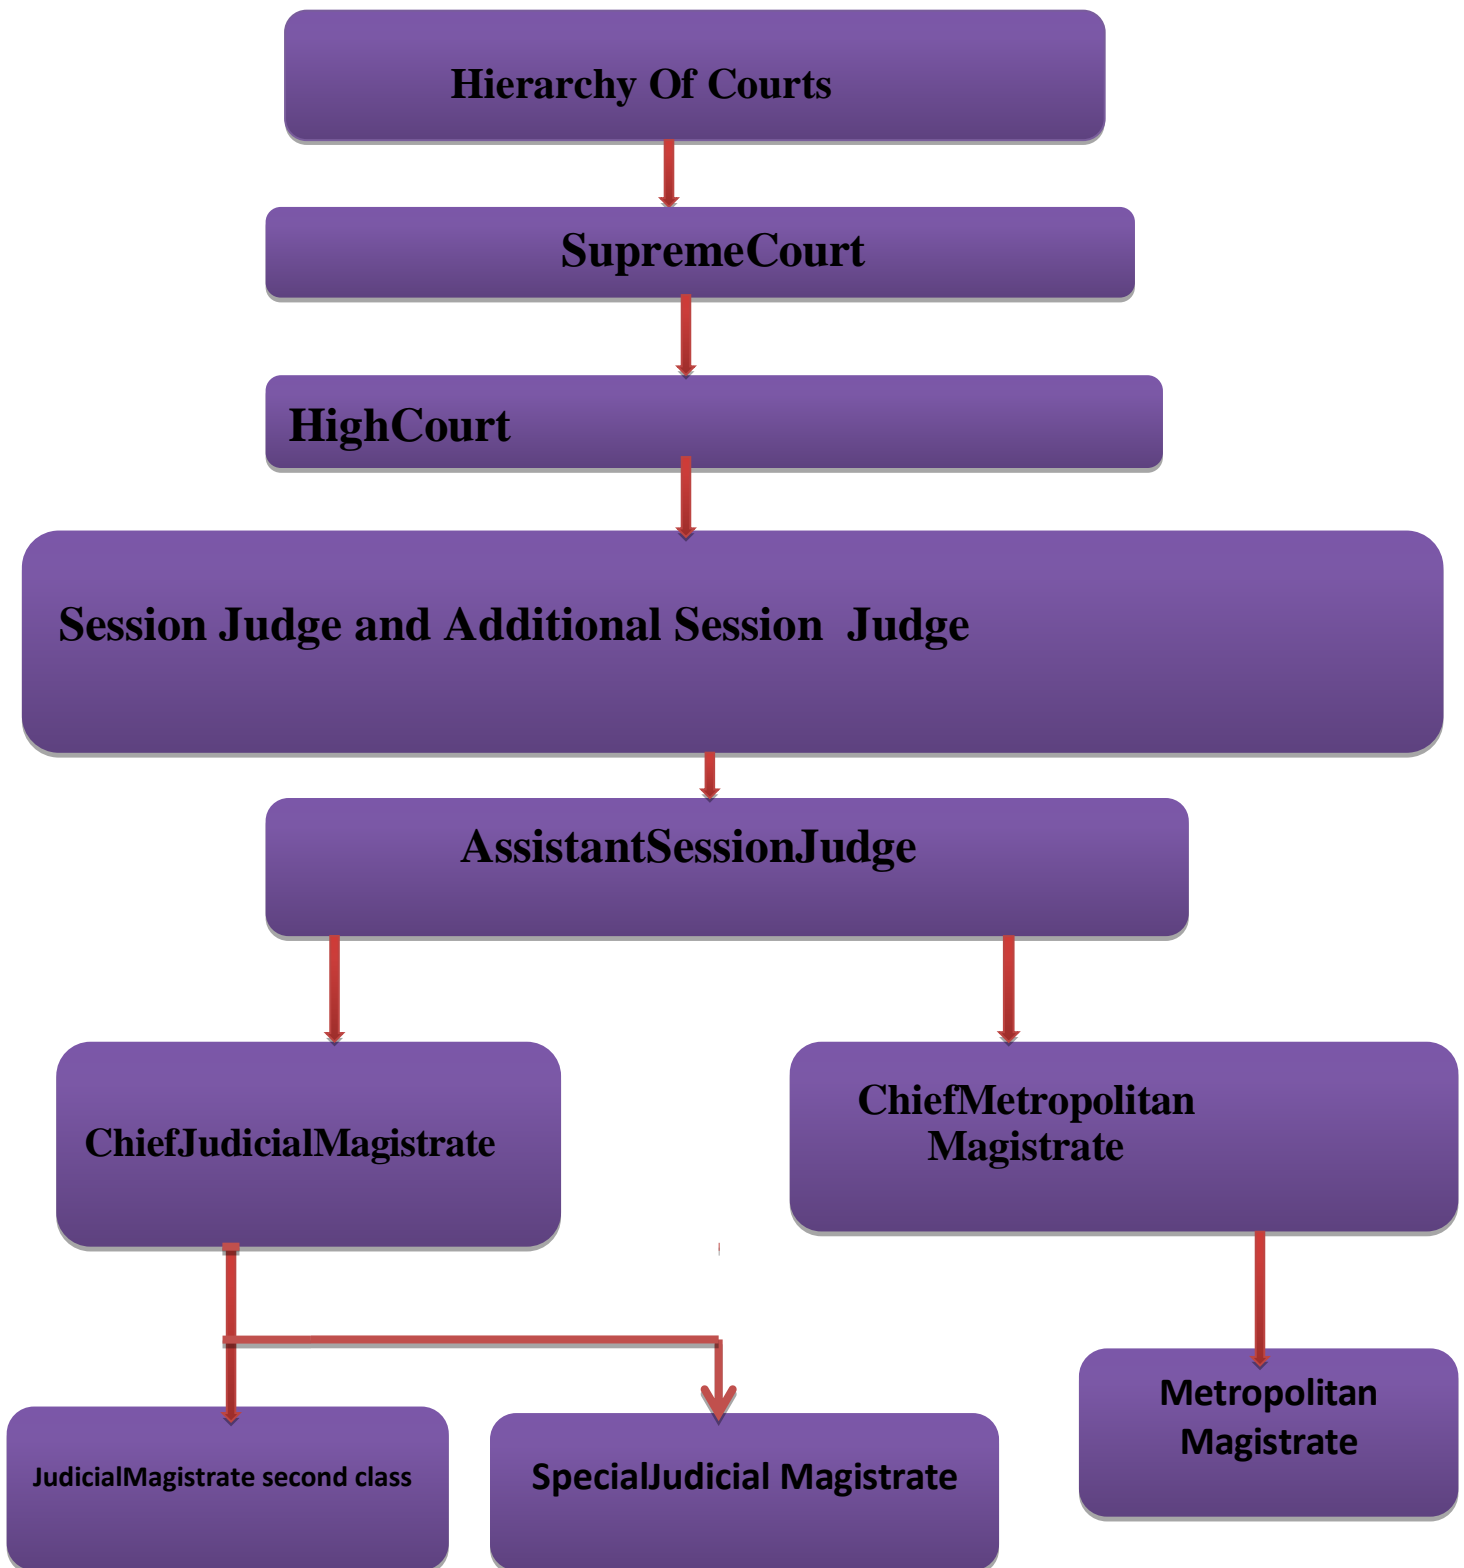 Hierarchy Of Courts
SupremeCourt
HighCourt
Session Judge and Additional Session  Judge
AssistantSessionJudge
ChiefJudicialMagistrate
ChiefMetropolitan
Magistrate
JudicialMagistrate second class
SpecialJudicial Magistrate
Metropolitan
Magistrate